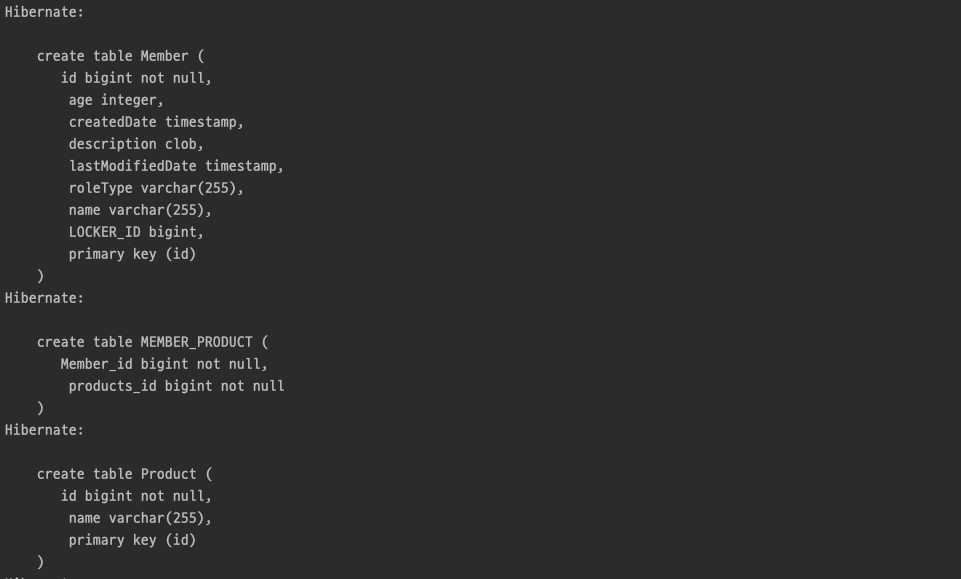 Hibernate:
create table Member (
id bigint not null,
age integer,
createdDate timestamp,
description clob,
lastModifiedDate timestamp,
roleType varchar(255),
name varchar(255),
LOCKER_ID bigint,
primary key (id)
)
Hibernate:
create table MEMBER_PRODUCT (
Member_id bigint not null,
products_id bigint not null
)
Hibernate:
create table Product (
id bigint not null,
name varchar(255),
primary key (id)
)